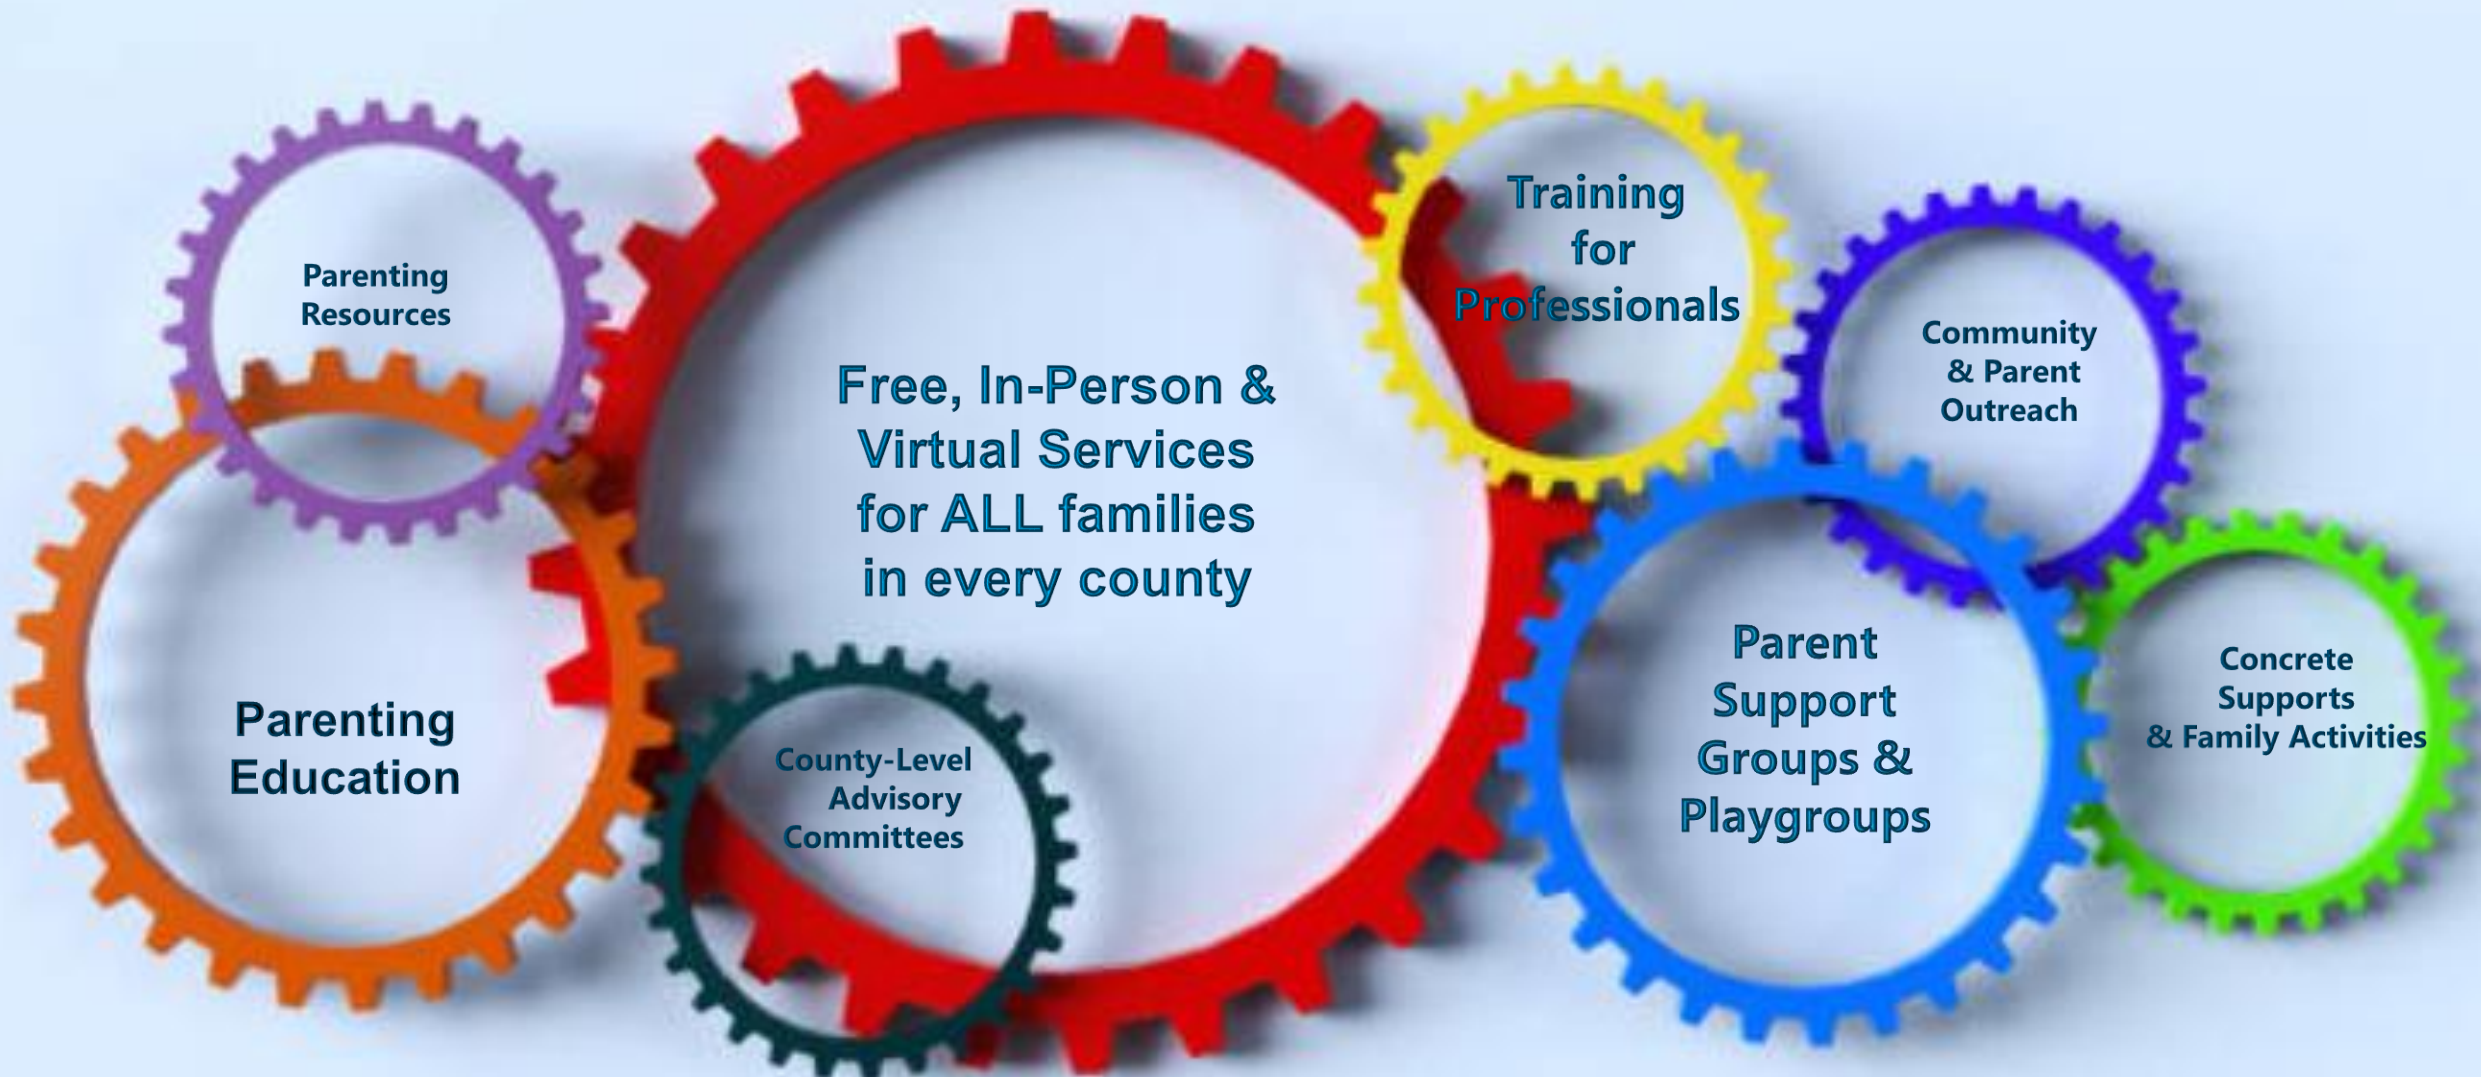 Parenting
Resources
Parenting
Education
Free, In-Person &
Virtual Services
for ALL families
in every county
County-Level
Advisory
Committees
Training
for
Professionals
Community
& Parent
Outreach
Parent
Support
Groups &
Playgroups
Concrete
Supports
& Family Activities